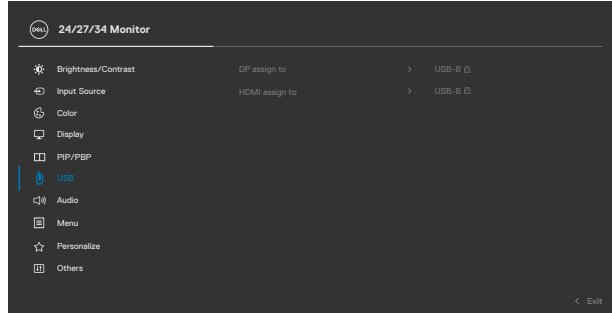 DELL 24/27/34 Monitor
Brightness/Contrast DP assign to > USB-B
Input Source HDMI assign to > USB-B
Color
Display
PIP/PBP
USB
Audio
Menu
Personalize
Others
< Exit